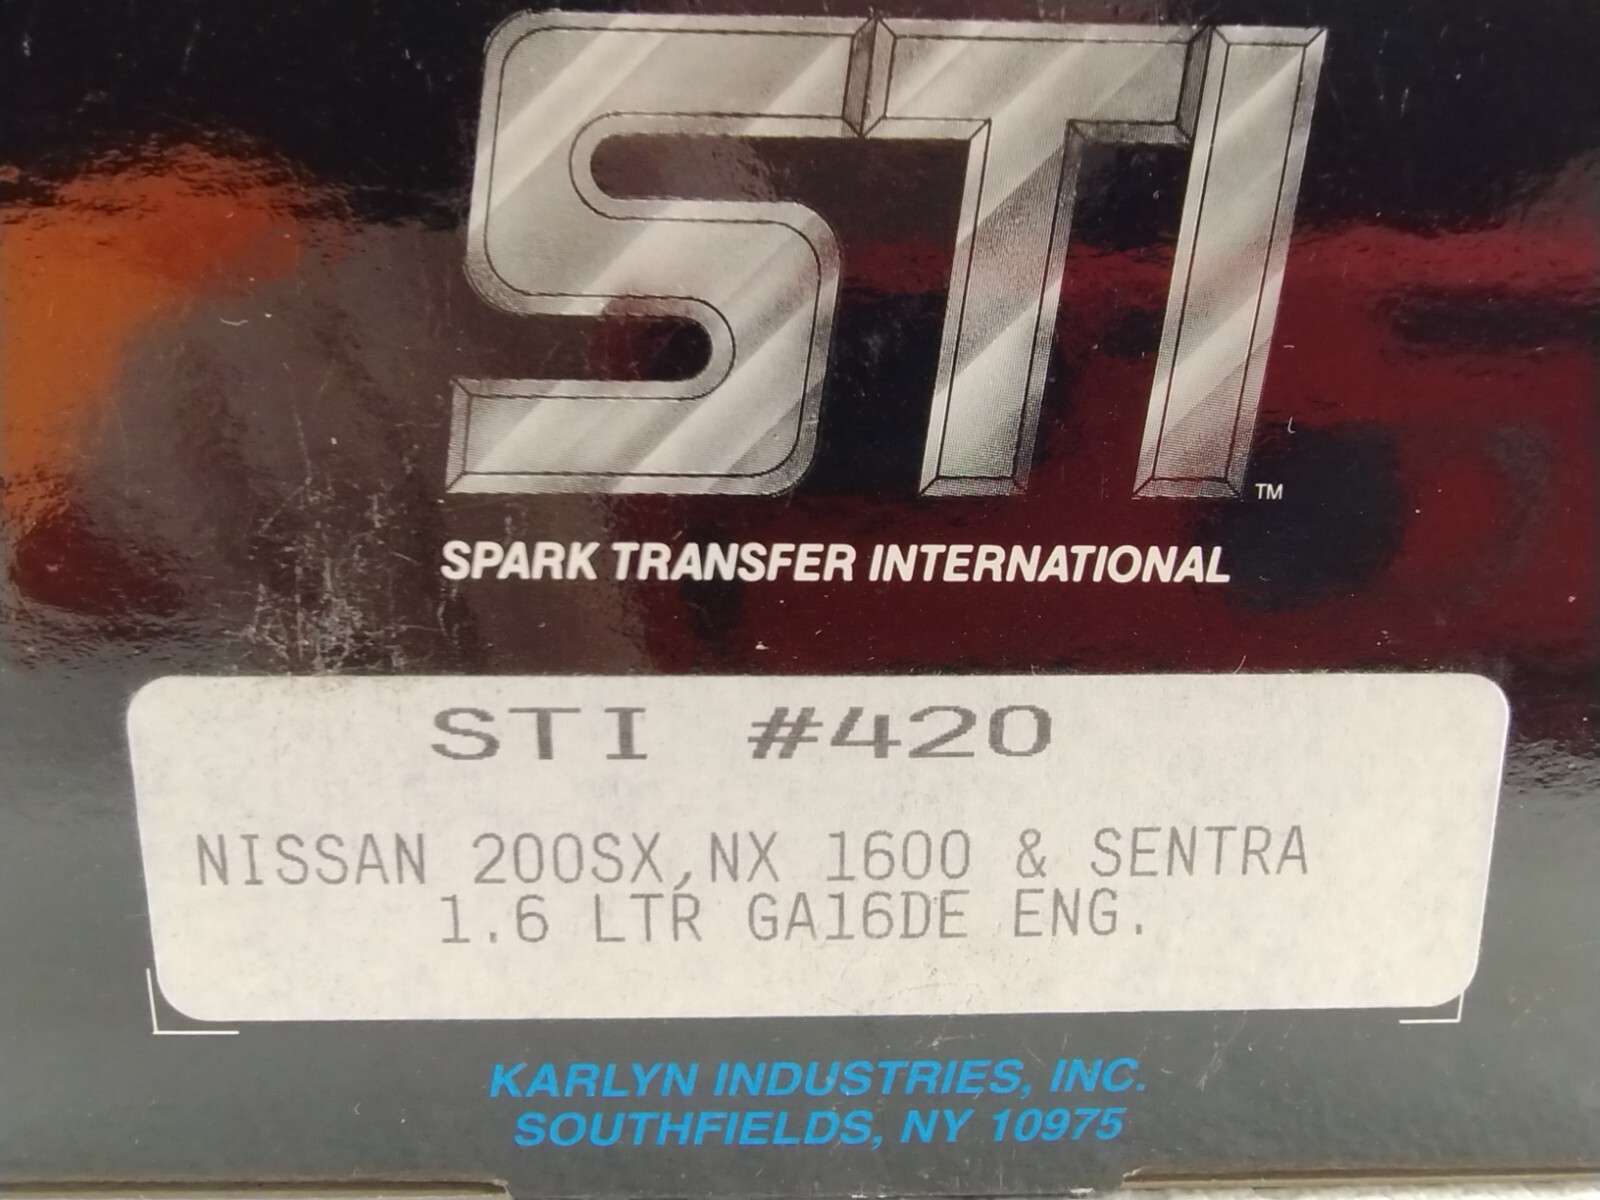 STI™
SPARK TRANSFER INTERNATIONAL
STI #420
NISSAN 200SX,NX 1600 & SENTRA
1.6 LTR GA16DE ENG.
KARLYN INDUSTRIES, INC.
SOUTHFIELDS, NY 10975